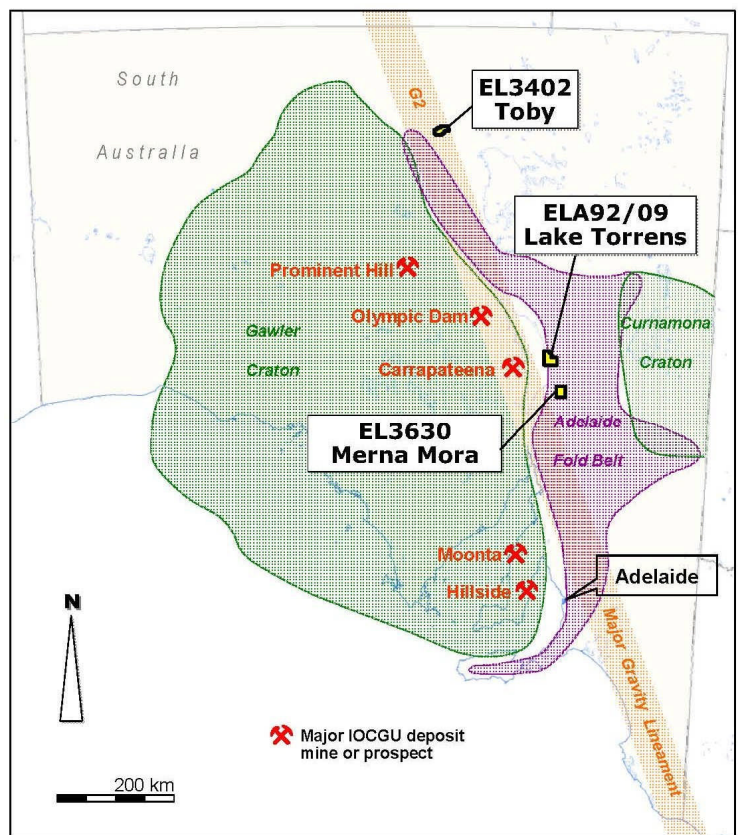 South
Australia
G2
EL3402
Toby
ELA92/09
Lake Torrens
Prominent Hill
Olympic Dam
Gawler
Craton
Curnamona
Craton
Carrapateena
EL3630
Merna Mora
Adelaide
Fold Belt
Moonta
Hillside
Adelaide
N
Major Gravity Lineament
Major IOCGU deposit
mine or prospect
200 km